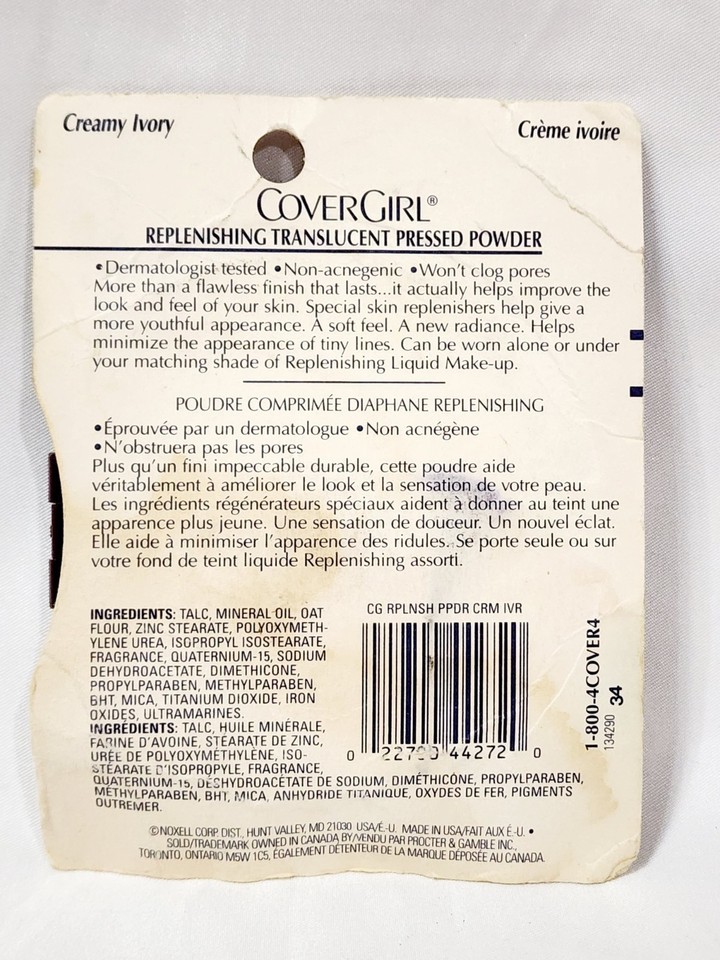 Creamy Ivory
Crème ivoire
COVERGIRL®
REPLENISHING TRANSLUCENT PRESSED POWDER
•Dermatologist tested •Non-acnegenic •Won't clog pores
More than a flawless finish that lasts...it actually helps improve the
look and feel of your skin. Special skin replenishers help give a
more youthful appearance. A soft feel. A new radiance. Helps
minimize the appearance of tiny lines. Can be worn alone or under
your matching shade of Replenishing Liquid Make-up.
POUDRE COMPRIMÉE DIAPHANE REPLENISHING
•Éprouvée par un dermatologue •Non acnégène
•N'obstruera pas les pores
Plus qu'un fini impeccable durable, cette poudre aide
véritablement à améliorer le look et la sensation de votre peau.
Les ingrédients régénérateurs spéciaux aident à donner au teint une
apparence plus jeune. Une sensation de douceur. Un nouvel éclat.
Elle aide à minimiser l'apparence des ridules. Se porte seule ou sur
votre fond de teint liquide Replenishing assorti.
INGREDIENTS: TALC, MINERAL OIL, OAT
FLOUR, ZINC STEARATE, POLYOXYMETH-
YLENE UREA, ISOPROPYL ISOSTEARATE,
FRAGRANCE, QUATERNIUM-15, SODIUM
DEHYDROACETATE, DIMETHICONE,
PROPYLPARABEN, METHYLPARABEN,
BHT, MICA, TITANIUM DIOXIDE, IRON
OXIDES, ULTRAMARINES.
INGRÉDIENTS: TALC, HUILE MINÉRALE,
FARINE D'AVOINE, STÉARATE DE ZINC,
URÉE DE POLYOXYMÉTHYLÈNE, ISO-
STÉARATE D'ISOPROPYLE, FRAGRANCE,
QUATERNIUM-15, DÉSHYDROACÉTATE DE SODIUM, DIMÉTHICONE, PROPYLPARABEN,
MÉTHYLPARABEN, BHT, MICA, ANHYDRIDE TITANIQUE, OXYDES DE FER, PIGMENTS
OUTREMER.
CG RPLNSH PPDR CRM IVR
0 22700 44272 0
1-800-4COVER4
134290 34
©NOXELL CORP. DIST., HUNT VALLEY, MD 21030 USA/É.-U. MADE IN USA/FAIT AUX É.-U. •
SOLD/TRADEMARK OWNED IN CANADA BY/VENDU PAR PROCTER & GAMBLE INC.,
TORONTO, ONTARIO M5W 1C5, ÉGALEMENT DÉTENTEUR DE LA MARQUE DÉPOSÉE AU CANADA.